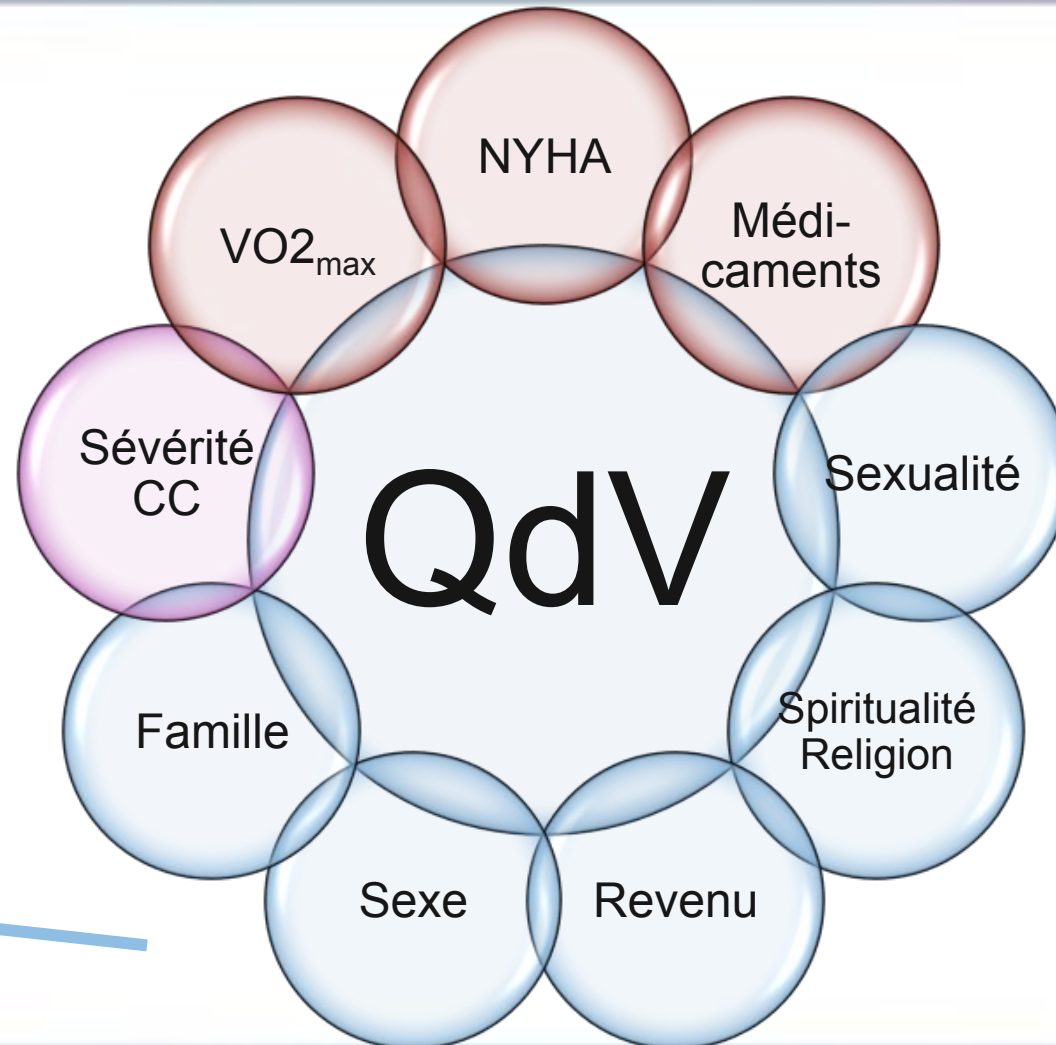 NYHA
Médi-
caments
VO2max
Sévérité
CC
QdV
Sexualité
Spiritualité
Religion
Famille
Sexe
Revenu